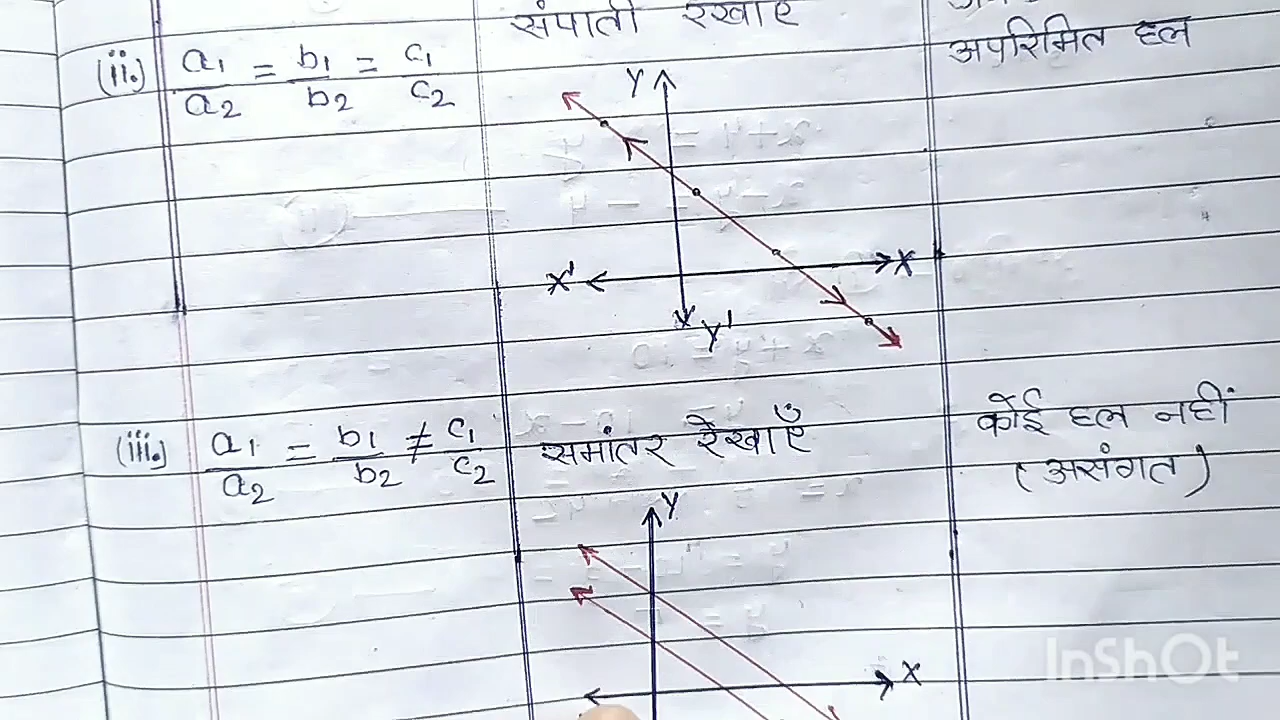 संपाती रेखाएँ
अपरिमित हल
(ii.) a₁/a₂ = b₁/b₂ = c₁/c₂
Y
X' X
Y'
(iii.) a₁/a₂ = b₁/b₂ ≠ c₁/c₂
समांतर रेखाएँ
कोई हल नहीं
(असंगत)
Y
X
InShOt